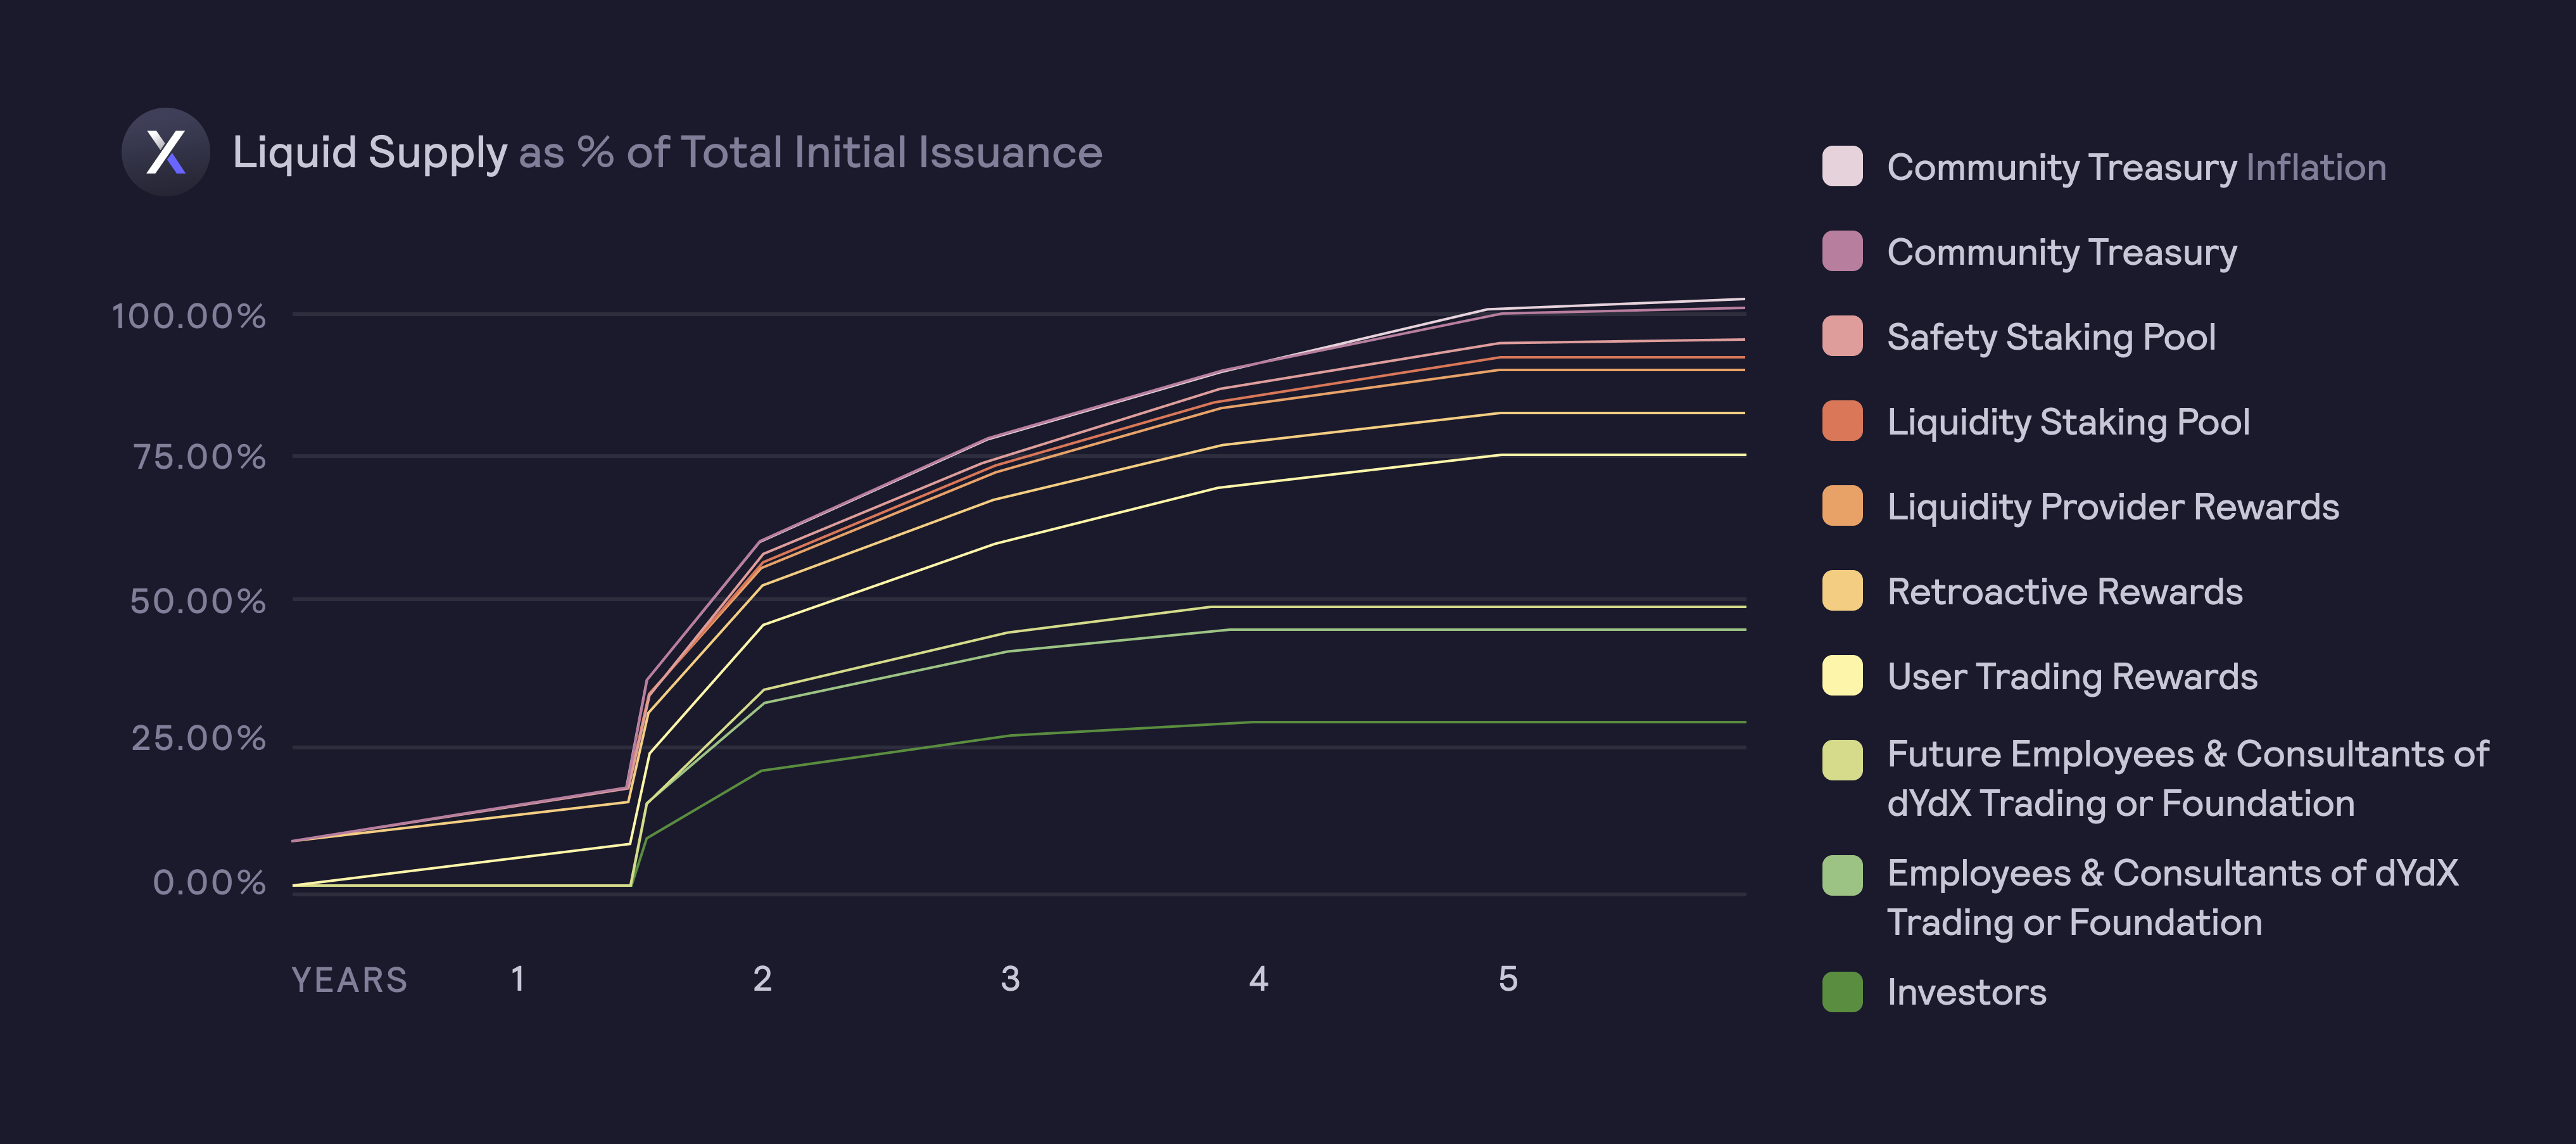 Liquid Supply as % of Total Initial Issuance
100.00%
75.00%
50.00%
25.00%
0.00%
YEARS 1 2 3 4 5
Community Treasury Inflation
Community Treasury
Safety Staking Pool
Liquidity Staking Pool
Liquidity Provider Rewards
Retroactive Rewards
User Trading Rewards
Future Employees & Consultants of
dYdX Trading or Foundation
Employees & Consultants of dYdX
Trading or Foundation
Investors